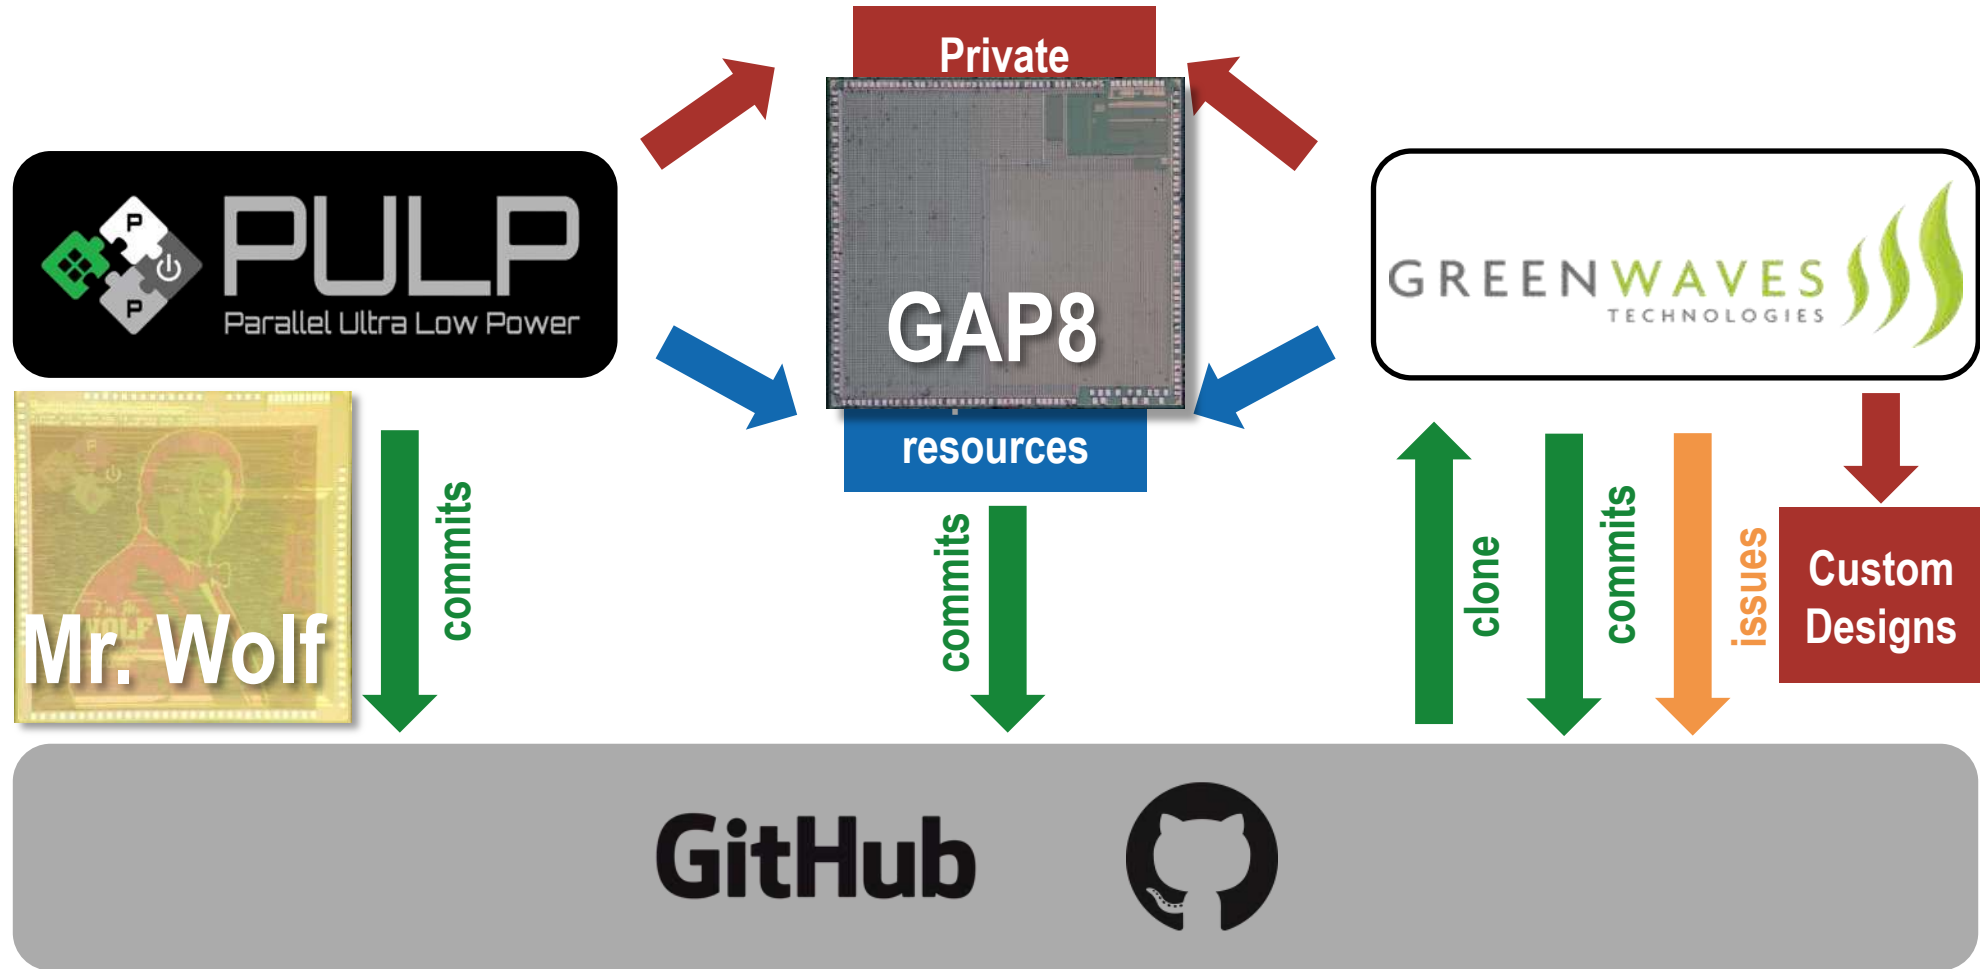 Private
PULP
P
P
Parallel Ultra Low Power
GAP8
GREENWAVES
TECHNOLOGIES
resources
Mr. Wolf
commits
commits
clone
commits
issues
Custom
Designs
GitHub